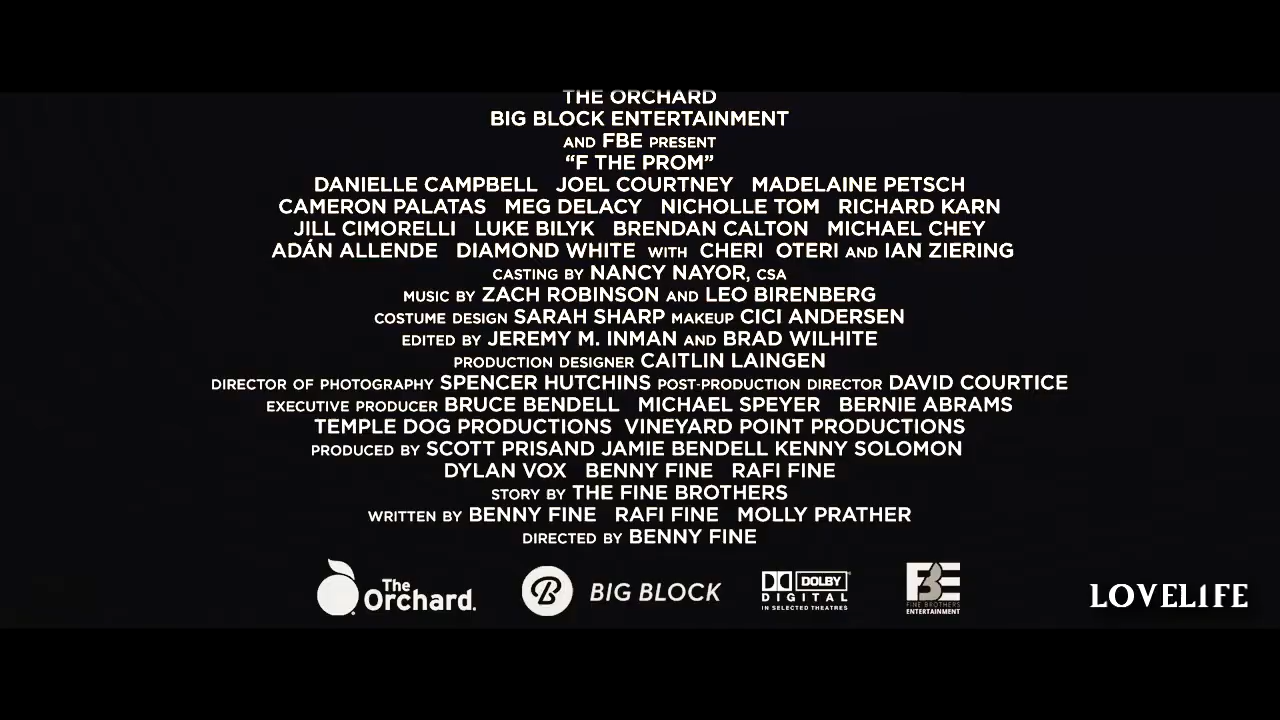 THE ORCHARD
BIG BLOCK ENTERTAINMENT
AND FBE PRESENT
“F THE PROM”
DANIELLE CAMPBELL JOEL COURTNEY MADELAINE PETSCH
CAMERON PALATAS MEG DELACY NICHOLLE TOM RICHARD KARN
JILL CIMORELLI LUKE BILYK BRENDAN CALTON MICHAEL CHEY
ADÁN ALLENDE DIAMOND WHITE WITH CHERI OTERI AND IAN ZIERING
CASTING BY NANCY NAYOR, CSA
MUSIC BY ZACH ROBINSON AND LEO BIRENBERG
COSTUME DESIGN SARAH SHARP MAKEUP CICI ANDERSEN
EDITED BY JEREMY M. INMAN AND BRAD WILHITE
PRODUCTION DESIGNER CAITLIN LAINGEN
DIRECTOR OF PHOTOGRAPHY SPENCER HUTCHINS POST-PRODUCTION DIRECTOR DAVID COURTICE
EXECUTIVE PRODUCER BRUCE BENDELL MICHAEL SPEYER BERNIE ABRAMS
TEMPLE DOG PRODUCTIONS VINEYARD POINT PRODUCTIONS
PRODUCED BY SCOTT PRISAND JAMIE BENDELL KENNY SOLOMON
DYLAN VOX BENNY FINE RAFI FINE
STORY BY THE FINE BROTHERS
WRITTEN BY BENNY FINE RAFI FINE MOLLY PRATHER
DIRECTED BY BENNY FINE
The Orchard.
B BIG BLOCK
DOLBY
DIGITAL
IN SELECTED THEATRES
FBE
FINE BROTHERS
ENTERTAINMENT
LOVEL1FE